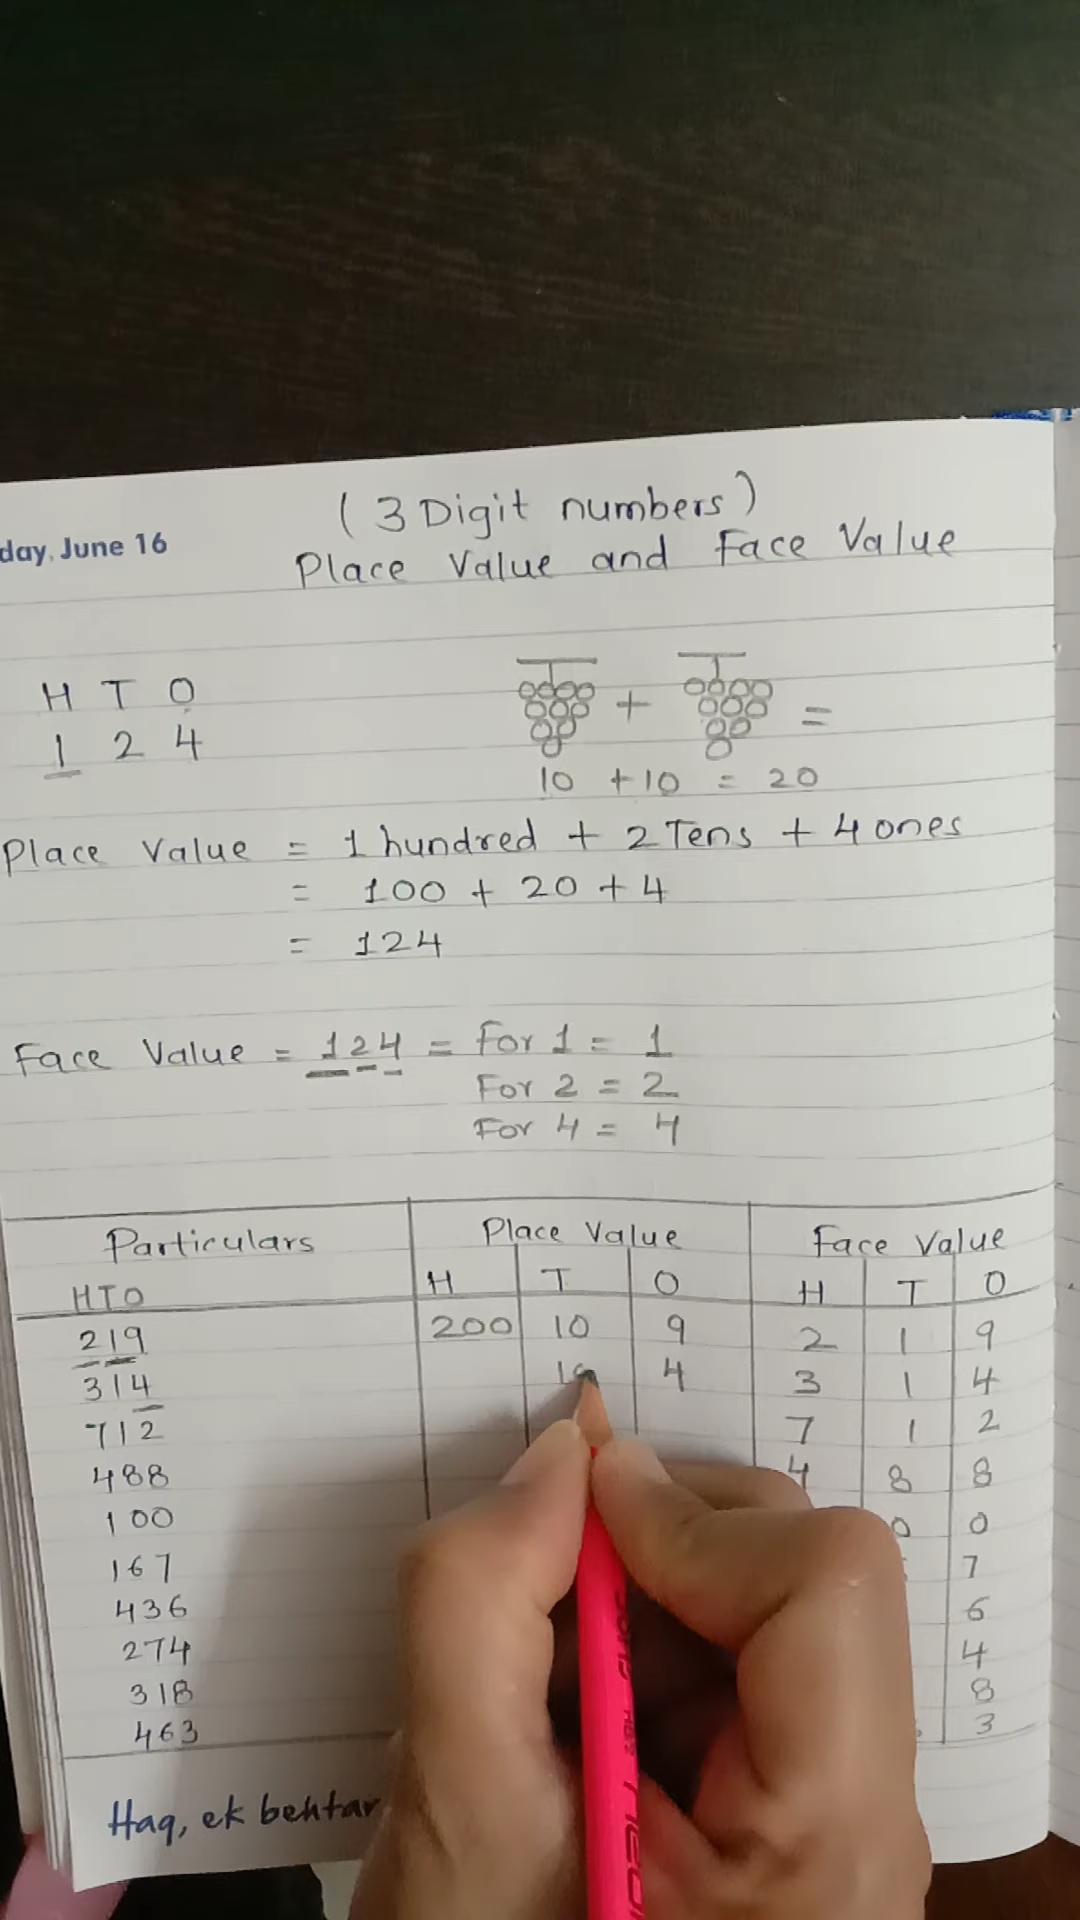 (3 Digit numbers)
day, June 16
Place Value and Face Value
H T O
1 2 4
+ =
10 + 10 = 20
Place Value = 1 hundred + 2 Tens + 4 ones
= 100 + 20 + 4
= 124
Face Value = 124 = For 1 = 1
For 2 = 2
For 4 = 4
Particulars Place Value Face Value
HTO H T O H T O
219 200 10 9 2 1 9
314 10 4 3 1 4
712 7 1 2
488 4 8 8
100 0 0
167 7
436 6
274 4
318 8
463 3
Haq, ek behtar